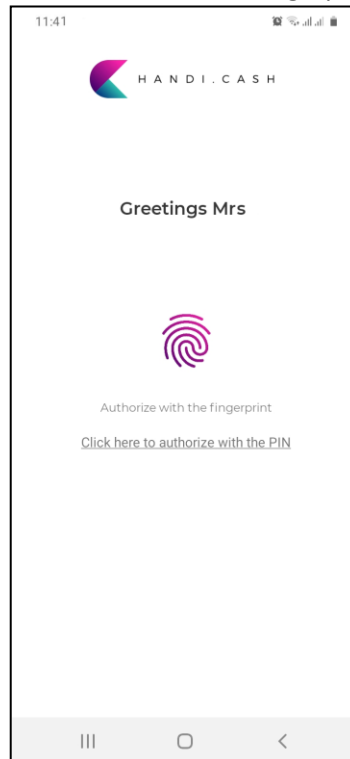 11:41
HANDI.CASH
Greetings Mrs
Authorize with the fingerprint
Click here to authorize with the PIN